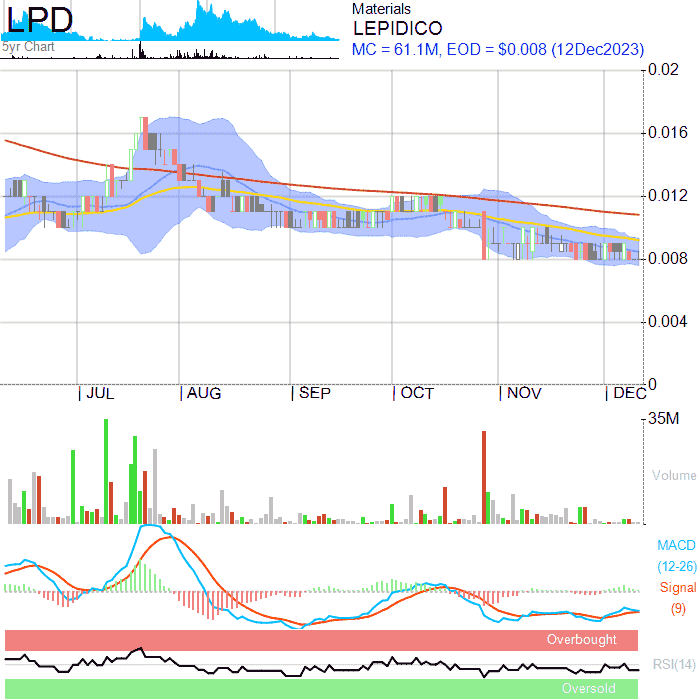 LPD
5yr Chart
Materials
LEPIDICO
MC = 61.1M, EOD = $0.008 (12Dec2023)
0.02
0.016
0.012
0.008
0.004
0
JUL AUG SEP OCT NOV DEC
35M
Volume
MACD
(12-26)
Signal
(9)
Overbought
RSI(14)
Oversold